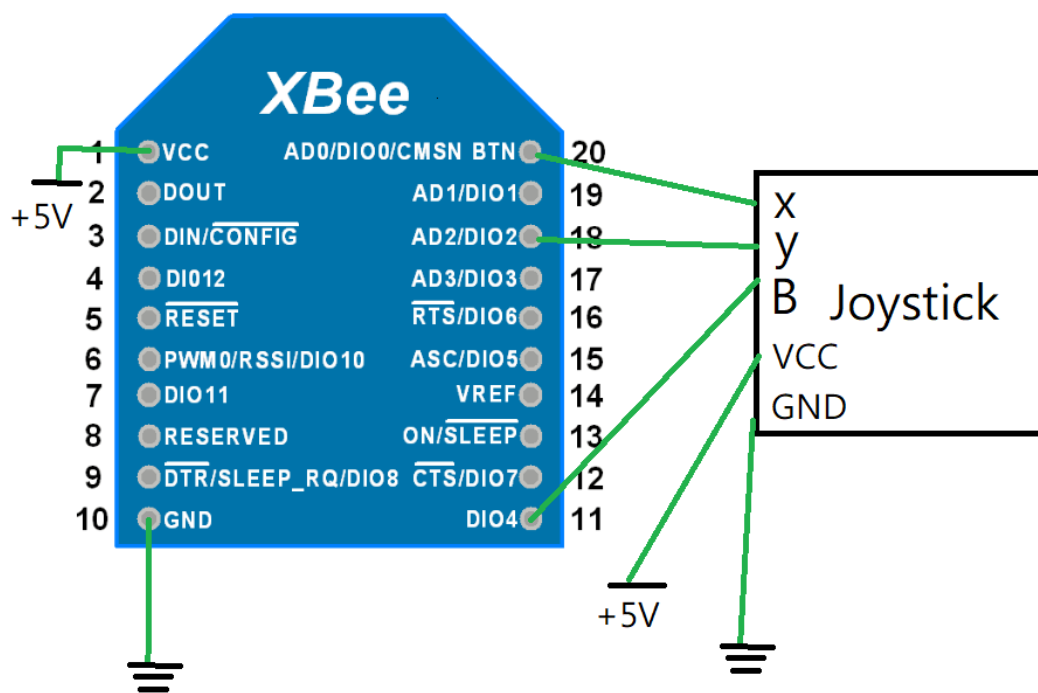 XBee
1 VCC AD0/DIO0/CMSN BTN 20
+5V
2 DOUT AD1/DIO1 19
3 DIN/CONFIG AD2/DIO2 18
4 DI012 AD3/DIO3 17
5 RESET RTS/DIO6 16
6 PWM0/RSSI/DIO10 ASC/DIO5 15
7 DIO11 VREF 14
8 RESERVED ON/SLEEP 13
9 DTR/SLEEP_RQ/DIO8 CTS/DIO7 12
10 GND DIO4 11
x
y
B Joystick
VCC
GND
+5V